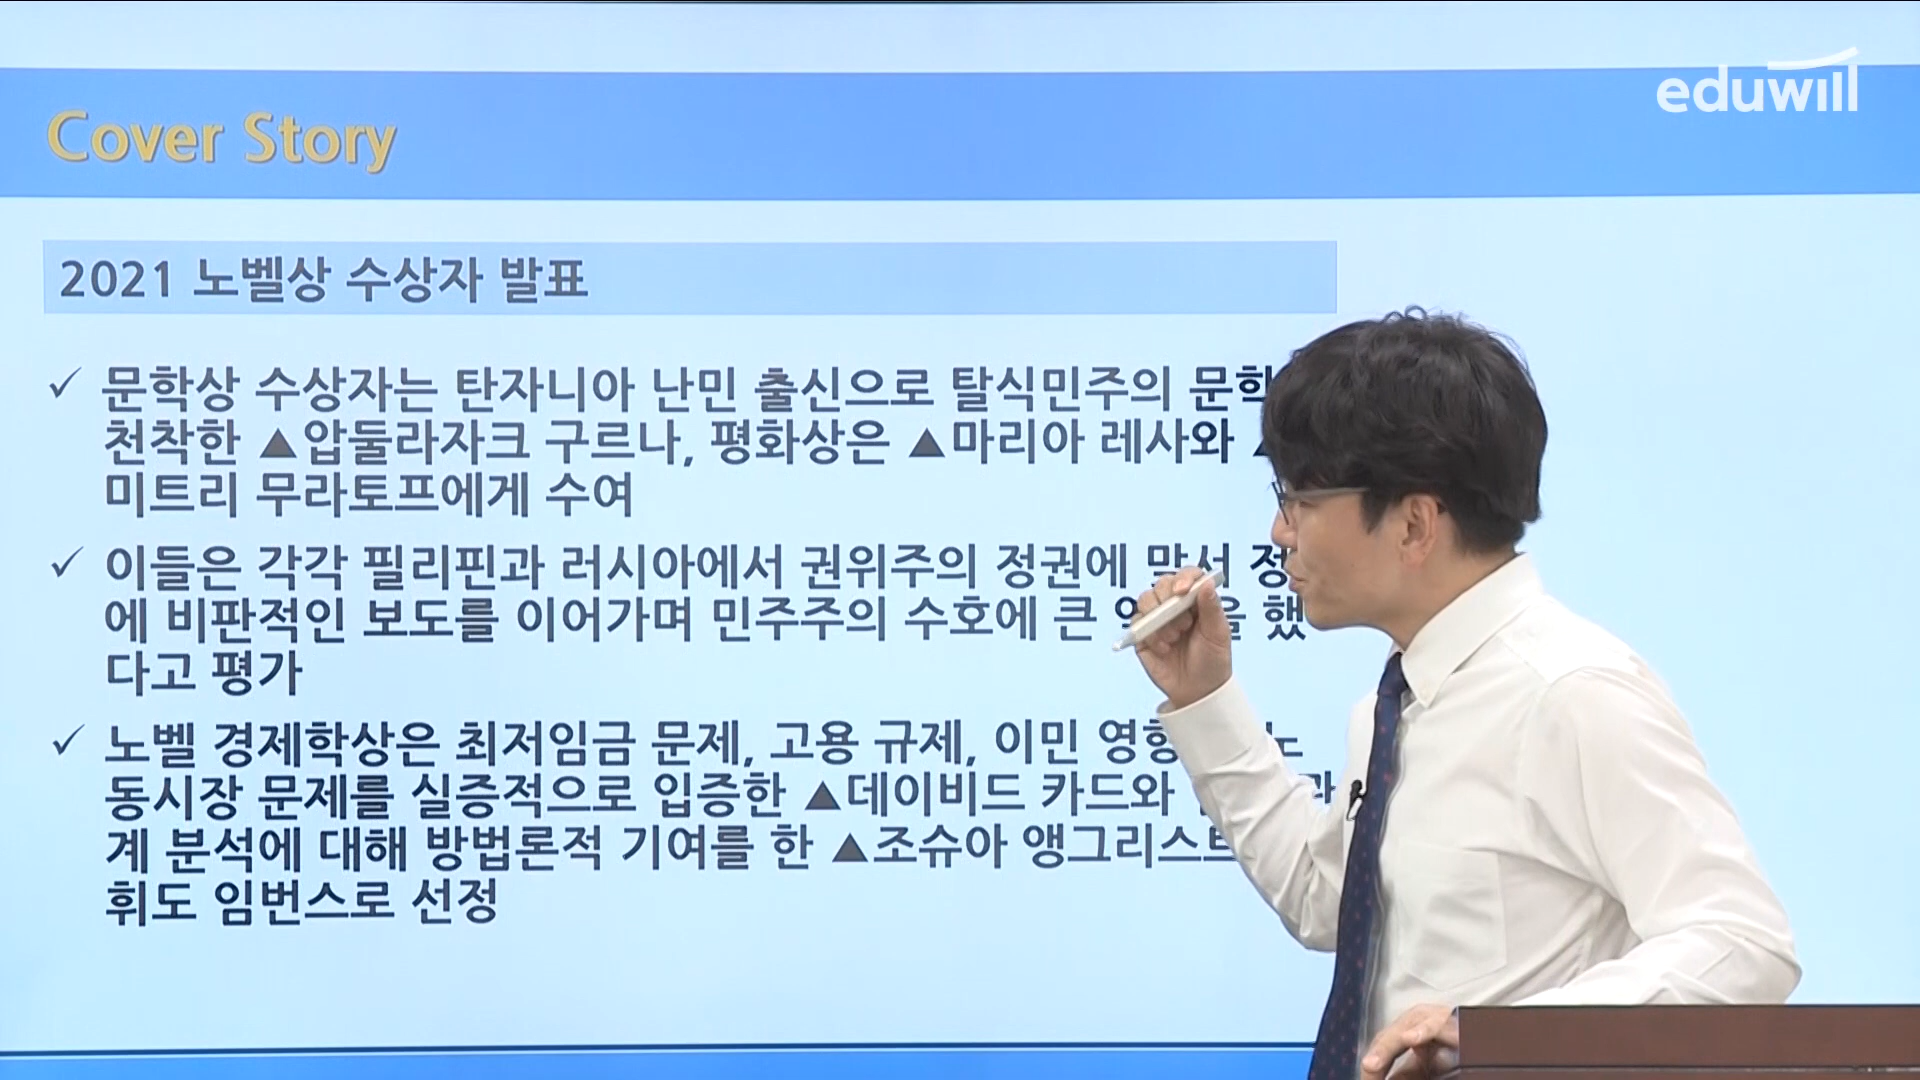 eduwill
Cover Story
2021 노벨상 수상자 발표
✓ 문학상 수상자는 탄자니아 난민 출신으로 탈식민주의
천착한 ▲압둘라자크 구르나, 평화상은 ▲마리아 레사와
미트리 무라토프에게 수여
✓ 이들은 각각 필리핀과 러시아에서 권위주의 정권에 맞서
에 비판적인 보도를 이어가며 민주주의 수호에 큰 했
다고 평가
✓ 노벨 경제학상은 최저임금 문제, 고용 규제, 이민 노
동시장 문제를 실증적으로 입증한 ▲데이비드 카드와
계 분석에 대해 방법론적 기여를 한 ▲조슈아 앵그리스트
휘도 임번스로 선정